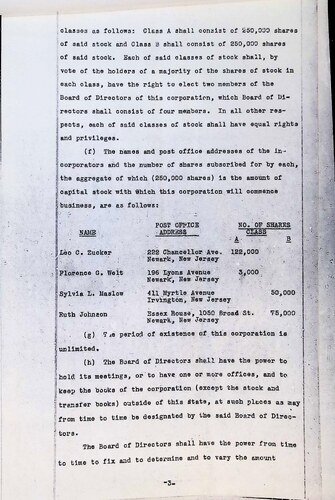 classes as follows: Class A shall consist of 250,000 shares
of said stock and Class B shall consist of 250,000 shares
of said stock. Each of said classes of stock shall, by
vote of the holders of a majority of the shares of stock in
each class, have the right to elect two members of the
Board of Directors of this corporation, which Board of Di-
rectors shall consist of four members. In all other res-
pects, each of said classes of stock shall have equal rights
and privileges.
(f) The names and post office addresses of the in-
corporators and the number of shares subscribed for by each,
the aggregate of which (250,000 shares) is the amount of
capital stock with which this corporation will commence
business, are as follows:
POST OFFICE NO. OF SHARES
NAME ADDRESS CLASS
A B
Leo C. Zucker 222 Chancellor Ave. 122,000
Newark, New Jersey
Florence G. Weit 196 Lyons Avenue 3,000
Newark, New Jersey
Sylvia L. Maslow 411 Myrtle Avenue 50,000
Irvington, New Jersey
Ruth Johnson Essex House, 1050 Broad St. 75,000
Newark, New Jersey
(g) The period of existence of this corporation is
unlimited.
(h) The Board of Directors shall have the power to
hold its meetings, or to have one or more offices, and to
keep the books of the corporation (except the stock and
transfer books) outside of this state, at such places as may
from time to time be designated by the said Board of Direc-
tors.
The Board of Directors shall have the power from time
to time to fix and to determine and to vary the amount
-3-